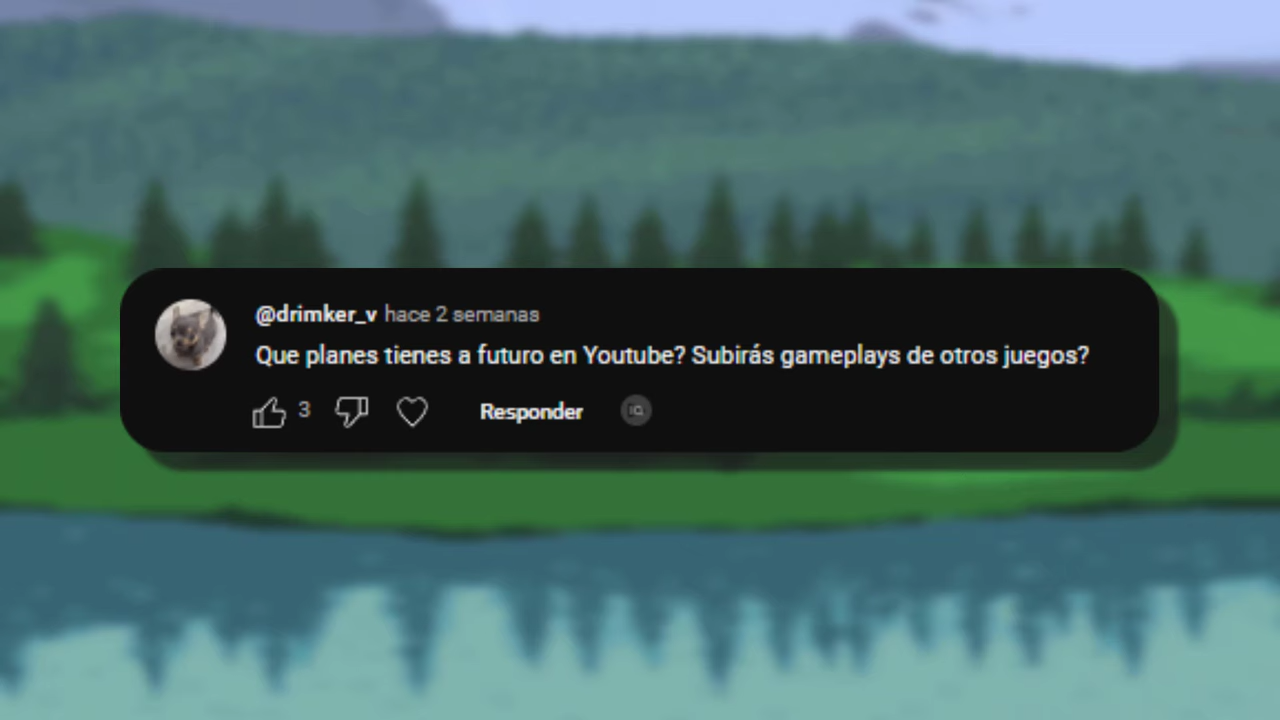 @drimker_v hace 2 semanas
Que planes tienes a futuro en Youtube? Subirás gameplays de otros juegos?
3
Responder